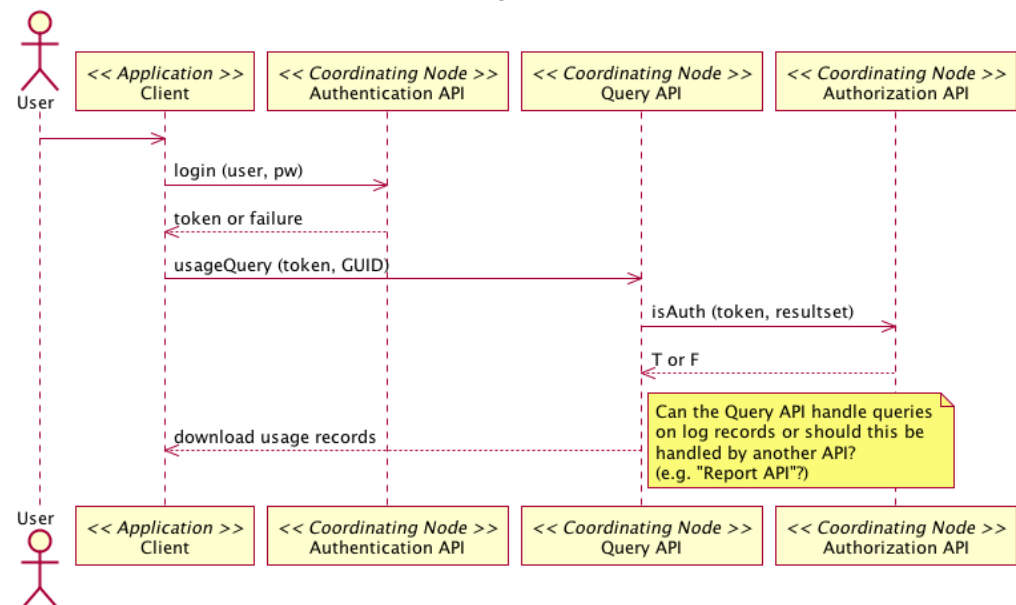 << Application >>
Client
<< Coordinating Node >>
Authentication API
<< Coordinating Node >>
Query API
<< Coordinating Node >>
Authorization API
User
login (user, pw)
token or failure
usageQuery (token, GUID)
isAuth (token, resultset)
T or F
Can the Query API handle queries
on log records or should this be
handled by another API?
(e.g. "Report API"?)
download usage records
User
<< Application >>
Client
<< Coordinating Node >>
Authentication API
<< Coordinating Node >>
Query API
<< Coordinating Node >>
Authorization API